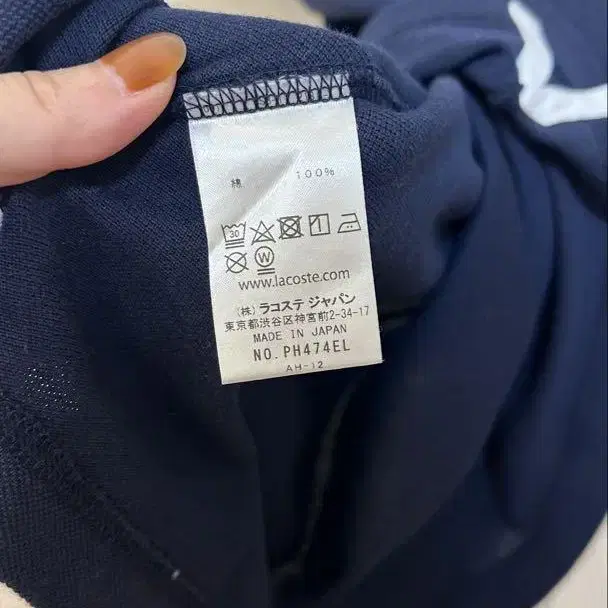 綿 100%
30
W
www.lacoste.com
(株) ラコステ ジャパン
東京都渋谷区神宮前2-34-17
MADE IN JAPAN
NO. PH474EL
AH-12